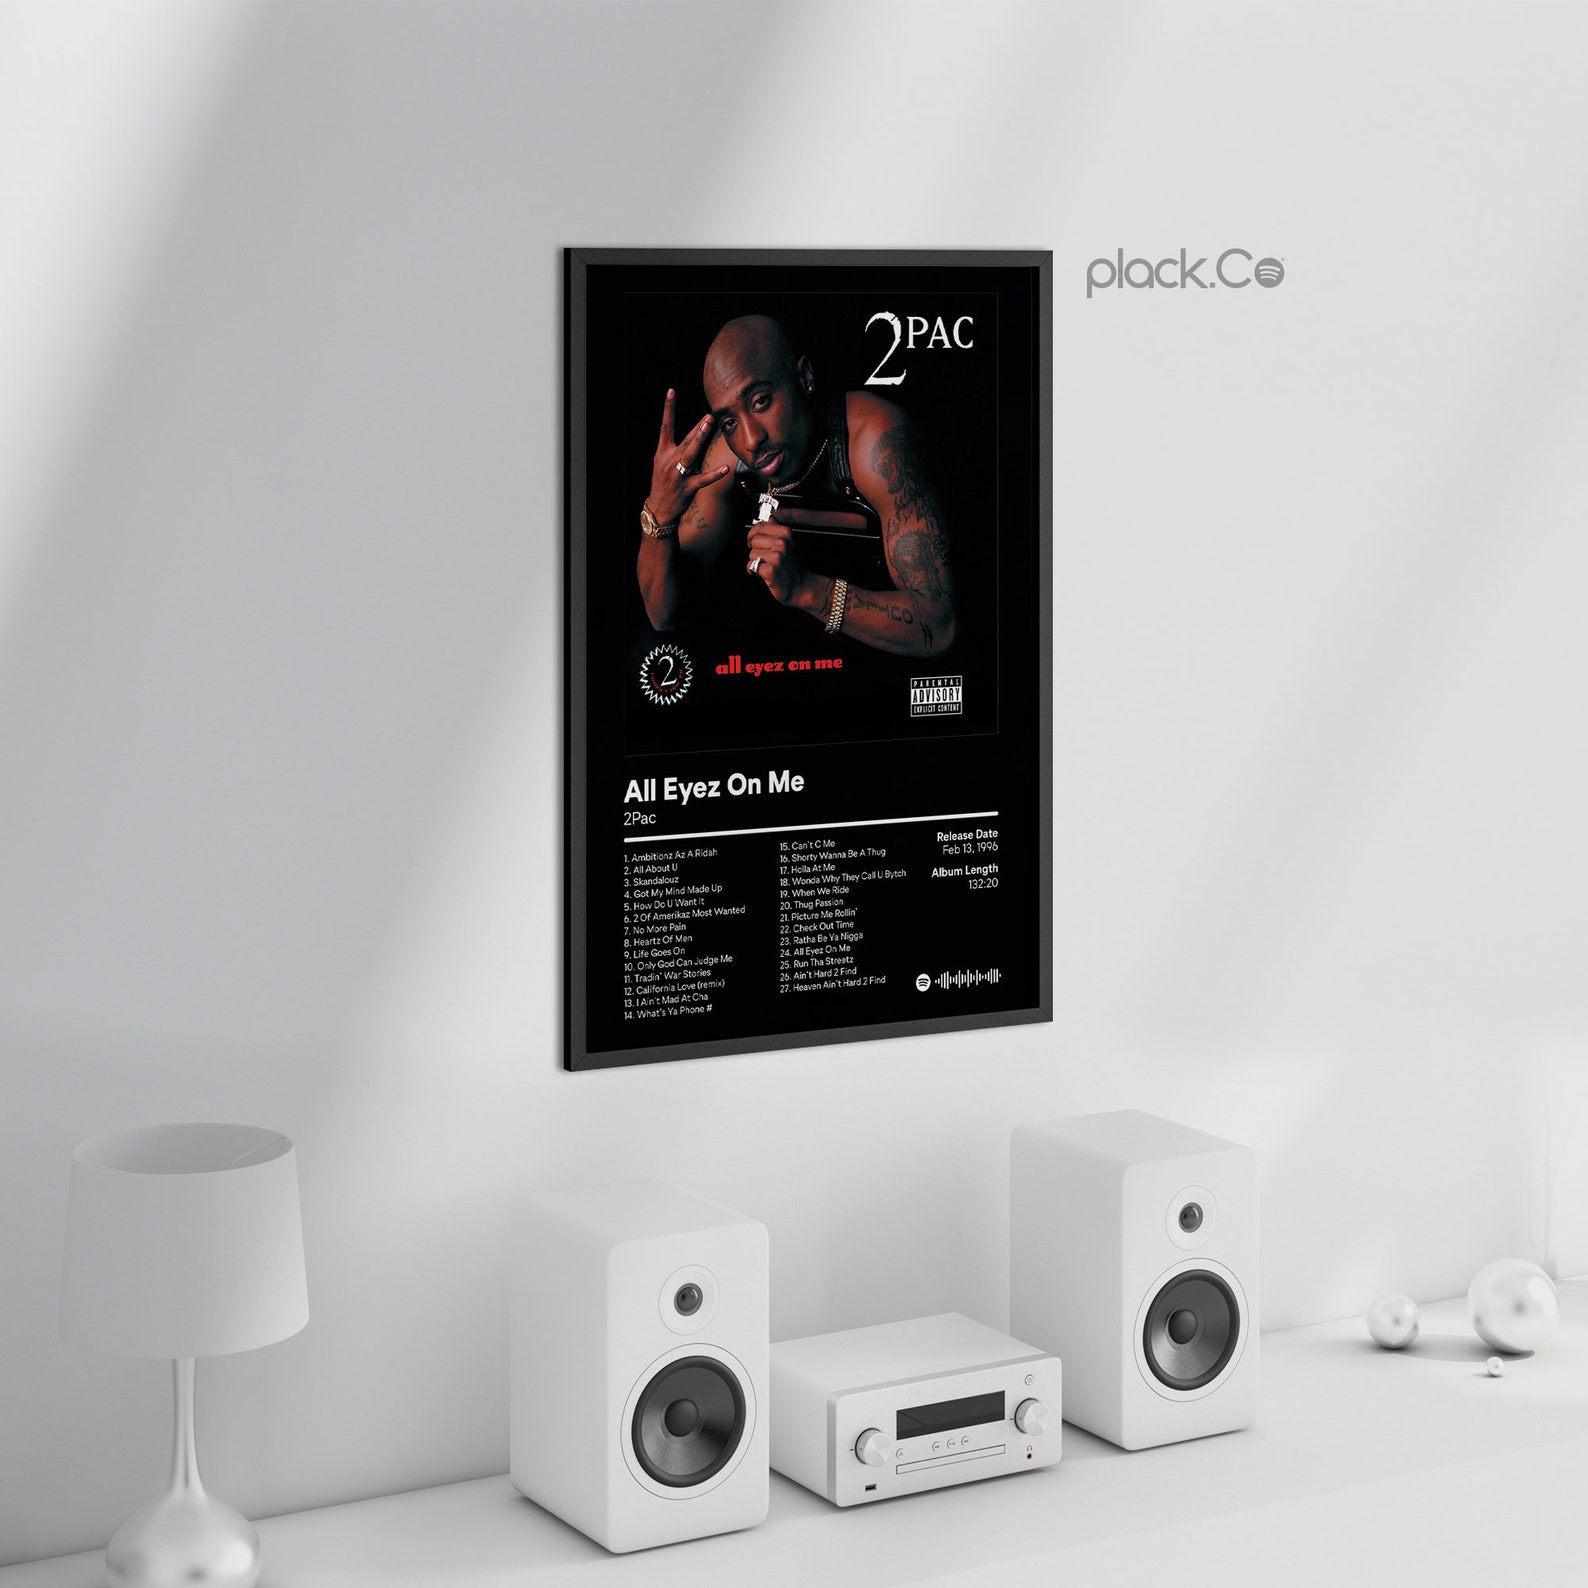 plack.Co
2PAC
2
all eyez on me
PARENTAL
ADVISORY
EXPLICIT CONTENT
All Eyez On Me
2Pac
1. Ambitionz Az A Ridah
2. All About U
3. Skandalouz
4. Got My Mind Made Up
5. How Do U Want It
6. 2 Of Amerikaz Most Wanted
7. No More Pain
8. Heartz Of Men
9. Life Goes On
10. Only God Can Judge Me
11. Tradin' War Stories
12. California Love (remix)
13. I Ain't Mad At Cha
14. What's Ya Phone #
15. Can't C Me
16. Shorty Wanna Be A Thug
17. Holla At Me
18. Wonda Why They Call U Bytch
19. When We Ride
20. Thug Passion
21. Picture Me Rollin'
22. Check Out Time
23. Ratha Be Ya Nigga
24. All Eyez On Me
25. Run Tha Streetz
26. Ain't Hard 2 Find
27. Heaven Ain't Hard 2 Find
Release Date
Feb 13, 1996
Album Length
132:20